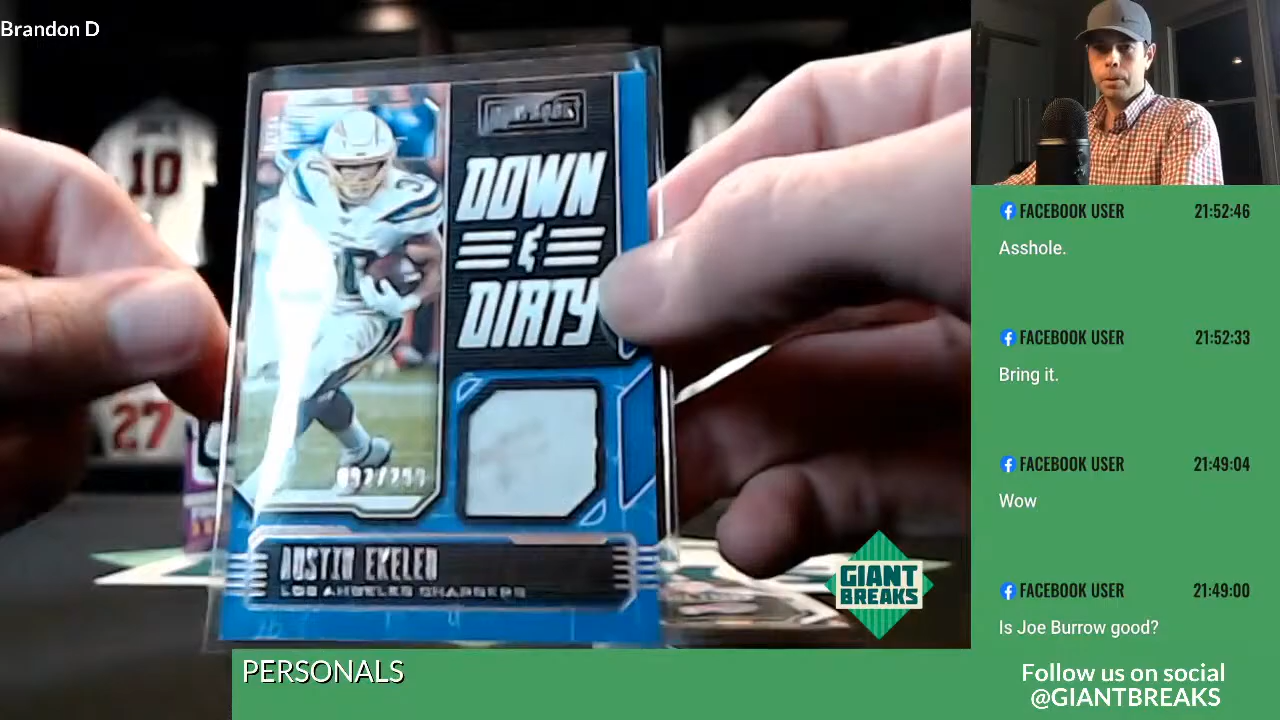 Brandon D
10
27
PLAYBOOK
DOWN
&
DIRTY
30
AUSTIN EKELER
LOS ANGELES CHARGERS
GIANT
BREAKS
PERSONALS
FACEBOOK USER 21:52:46
Asshole.
FACEBOOK USER 21:52:33
Bring it.
FACEBOOK USER 21:49:04
Wow
FACEBOOK USER 21:49:00
Is Joe Burrow good?
Follow us on social
@GIANTBREAKS